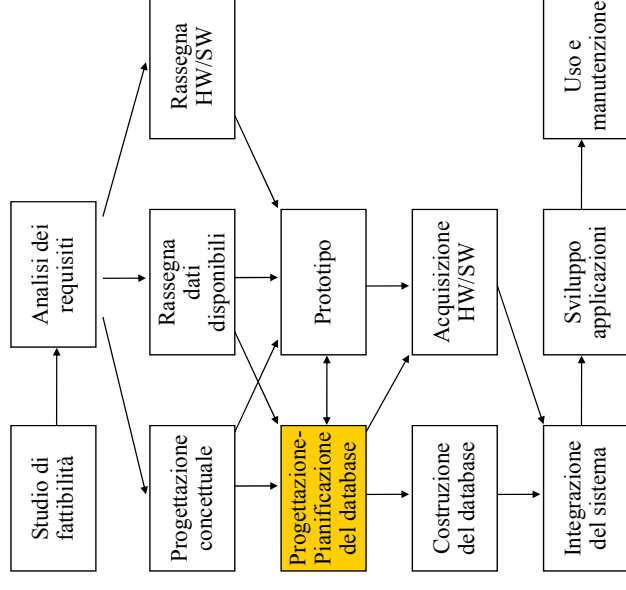 Studio di
fattibilità
Analisi dei
requisiti
Progettazione
concettuale
Rassegna
dati
disponibili
Rassegna
HW/SW
Progettazione-
Pianificazione
del database
Prototipo
Costruzione
del database
Acquisizione
HW/SW
Integrazione
del sistema
Sviluppo
applicazioni
Uso e
manutenzione